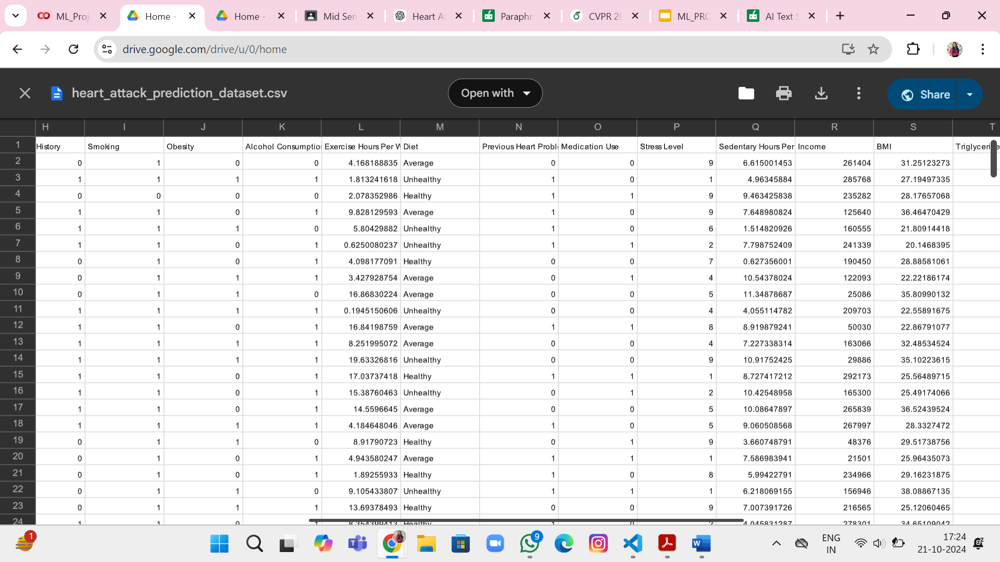 ML_Proj Home - Home - Mid Sen Heart A Paraphr CVPR 20 ML_PRO AI Text S
drive.google.com/drive/u/0/home
heart_attack_prediction_dataset.csv Open with Share
H I J K L M N O P Q R S T
1 History Smoking Obesity Alcohol Consumption Exercise Hours Per W Diet Previous Heart Probl Medication Use Stress Level Sedentary Hours Per Income BMI Triglyceride
2 0 1 0 0 4.168188835 Average 0 0 9 6.615001453 261404 31.25123273
3 1 1 1 1 1.813241618 Unhealthy 1 0 1 4.96345884 285768 27.19497335
4 0 0 0 0 2.078352986 Healthy 1 1 9 9.463425838 235282 28.17657068
5 1 1 0 1 9.828129593 Average 1 0 9 7.648980824 125640 36.46470429
6 1 1 1 0 5.80429882 Unhealthy 1 0 6 1.514820926 160555 21.80914418
7 1 1 0 1 0.6250080237 Unhealthy 1 1 2 7.798752409 241339 20.1468395
8 0 1 0 1 4.098177091 Healthy 0 0 7 0.627356001 190450 28.88581061
9 0 1 1 1 3.427928754 Average 0 1 4 10.54378024 122093 22.22186174
10 0 1 1 0 16.86830224 Average 0 0 5 11.34878687 25086 35.80990132
11 1 1 1 1 0.1945150606 Unhealthy 0 0 4 4.055114782 209703 22.55891675
12 1 1 0 1 16.84198759 Average 1 1 8 8.919879241 50030 22.86791077
13 1 1 1 1 8.251995072 Average 0 0 4 7.227338314 163066 32.48534524
14 1 1 1 1 19.63326816 Unhealthy 0 0 9 10.91752425 29886 35.10223615
15 1 1 0 1 17.03737418 Healthy 1 1 1 8.727417212 292173 25.56489715
16 1 1 0 1 15.38760463 Unhealthy 0 1 2 10.42548958 165300 25.49174066
17 1 1 0 1 14.5596645 Average 0 0 5 10.08647897 265839 36.52439524
18 1 1 1 1 4.184648046 Average 1 0 5 9.060508568 267997 28.3327472
19 0 1 1 0 8.91790723 Healthy 0 1 9 3.660748791 48376 29.51738756
20 0 1 0 1 4.943580247 Average 1 1 1 7.586983941 21501 25.96435073
21 0 1 0 1 1.89255933 Healthy 1 0 8 5.99422791 234966 29.16231875
22 0 1 1 0 9.105433807 Unhealthy 1 1 1 6.218069155 156946 38.08867135
23 0 1 1 1 13.69378493 Healthy 0 0 9 7.007391726 216565 25.12060465
24 1 1 0 1 8.354399413 Healthy 1 0 2 4.045831287 278301 34.65109042
1 9 ENG 17:24
IN 21-10-2024